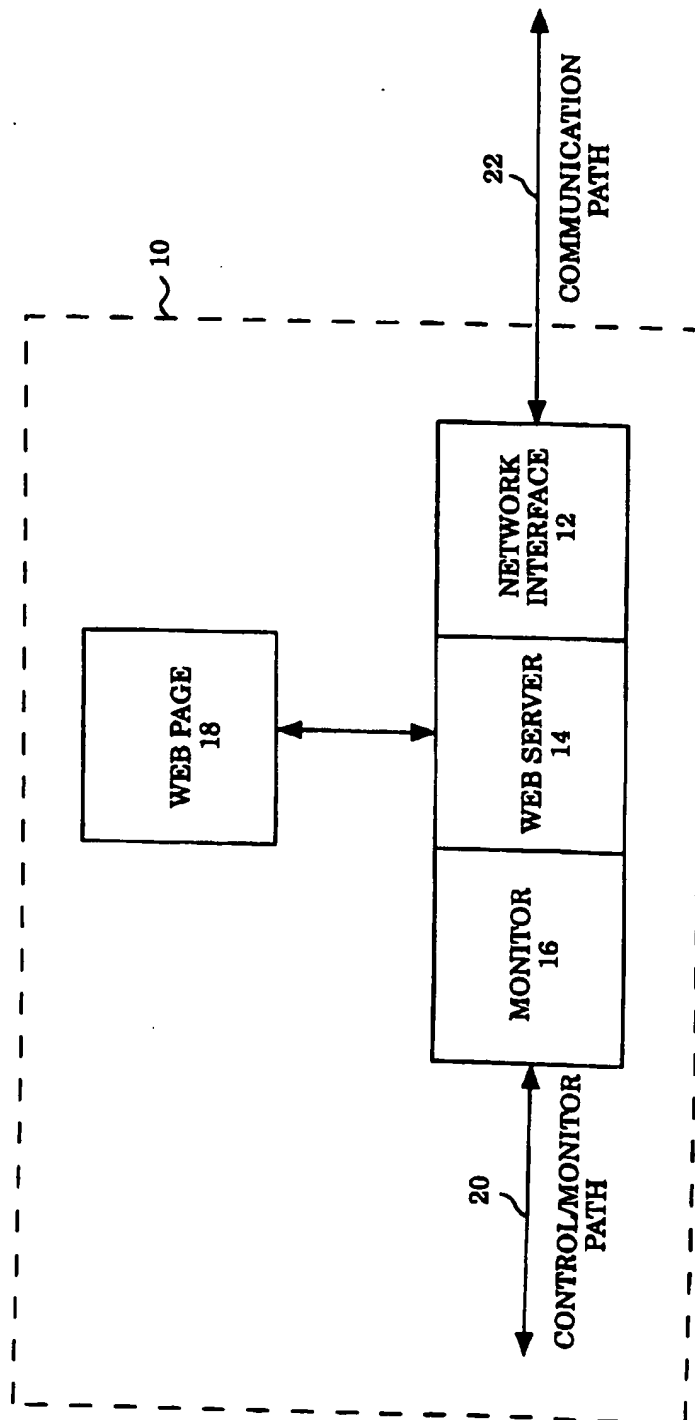 10
WEB PAGE
18
MONITOR
16
WEB SERVER
14
NETWORK
INTERFACE
12
20
CONTROL/MONITOR
PATH
22
COMMUNICATION
PATH